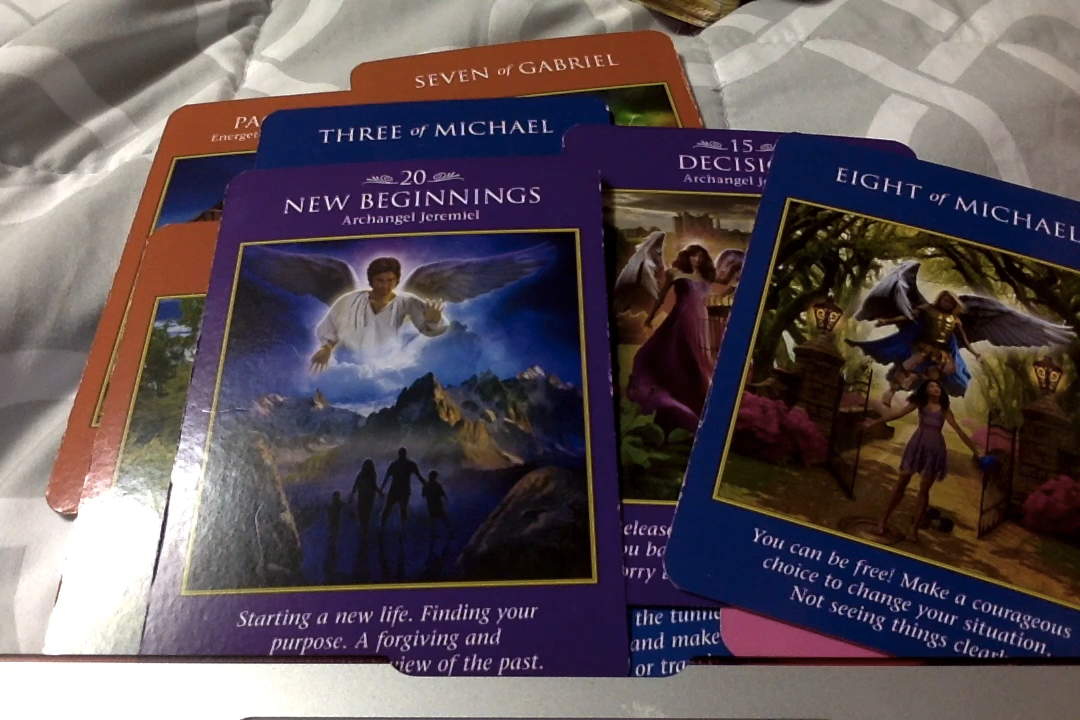 SEVEN of GABRIEL
PA
Energet
THREE of MICHAEL
20
NEW BEGINNINGS
Archangel Jeremiel
Starting a new life. Finding your
purpose. A forgiving and
view of the past.
15
DECISI
Archangel Je
elease
ou ba
orry
the tunne
and make
or tra
EIGHT of MICHAEL
You can be free! Make a courageous
choice to change your situation.
Not seeing things clearl